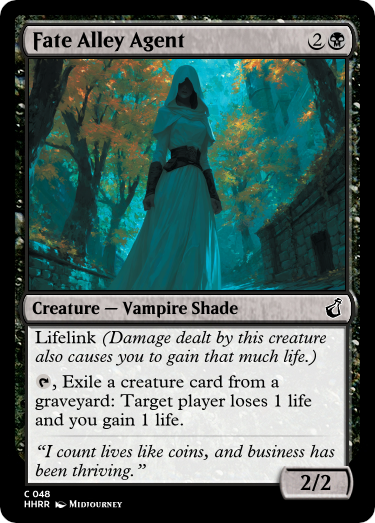 Fate Alley Agent 2
Creature — Vampire Shade
Lifelink (Damage dealt by this creature
also causes you to gain that much life.)
, Exile a creature card from a
graveyard: Target player loses 1 life
and you gain 1 life.
“I count lives like coins, and business has
been thriving.”
2/2
C 048
HHRR Midjourney